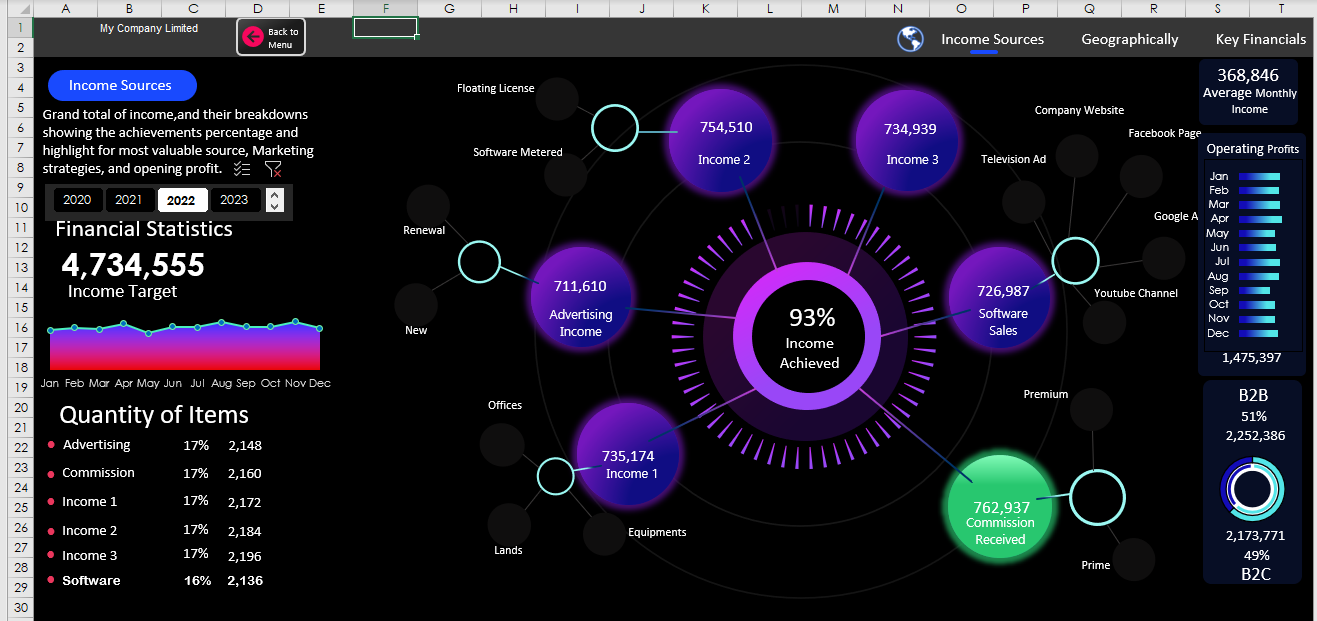 A B C D E F G H I J K L M N O P Q R S T
1
2
3
4
5
6
7
8
9
10
11
12
13
14
15
16
17
18
19
20
21
22
23
24
25
26
27
28
29
30
My Company Limited
Back to
Menu
Income Sources
Geographically
Key Financials
Income Sources
Grand total of income,and their breakdowns
showing the achievements percentage and
highlight for most valuable source, Marketing
strategies, and opening profit.
2020 2021 2022 2023
Financial Statistics
4,734,555
Income Target
Jan Feb Mar Apr May Jun Jul Aug Sep Oct Nov Dec
Quantity of Items
Advertising 17% 2,148
Commission 17% 2,160
Income 1 17% 2,172
Income 2 17% 2,184
Income 3 17% 2,196
Software 16% 2,136
Floating License
Software Metered
754,510
Income 2
734,939
Income 3
Renewal
New
711,610
Advertising
Income
93%
Income
Achieved
Company Website
Facebook Page
Television Ad
Google A
Youtube Channel
726,987
Software
Sales
Offices
Lands
Equipments
735,174
Income 1
Premium
Prime
762,937
Commission
Received
368,846
Average Monthly
Income
Operating Profits
Jan
Feb
Mar
Apr
May
Jun
Jul
Aug
Sep
Oct
Nov
Dec
1,475,397
B2B
51%
2,252,386
2,173,771
49%
B2C